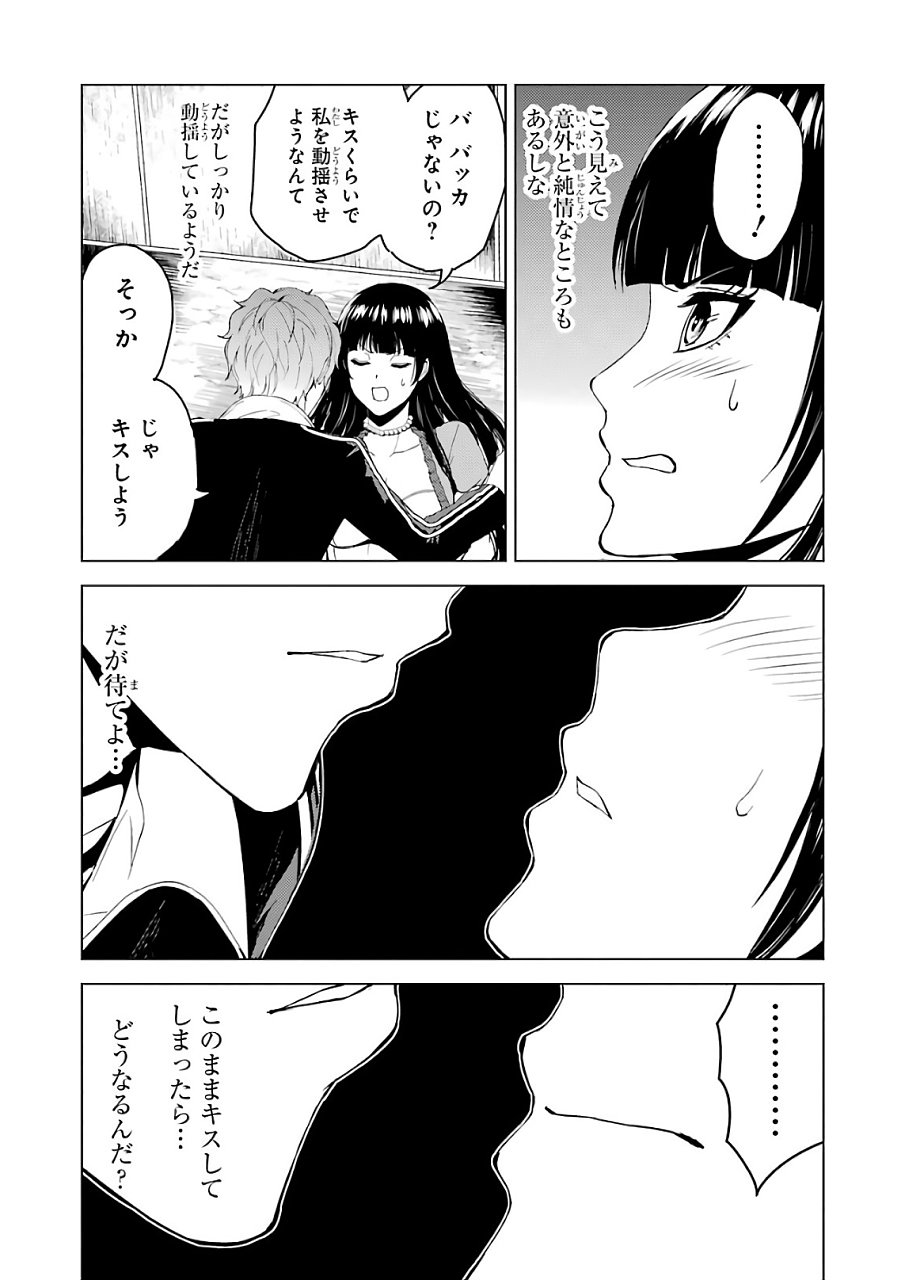 ………！
こう見えて
意外と純情なところも
あるしな
バ バッカ
じゃないの？
キスくらいで
私を動揺させ
ようなんて
だがしっかり
動揺しているようだ
そっか
じゃ
キスしよう
だが待てよ…
…………
このままキスして
しまったら…
どうなるんだ？